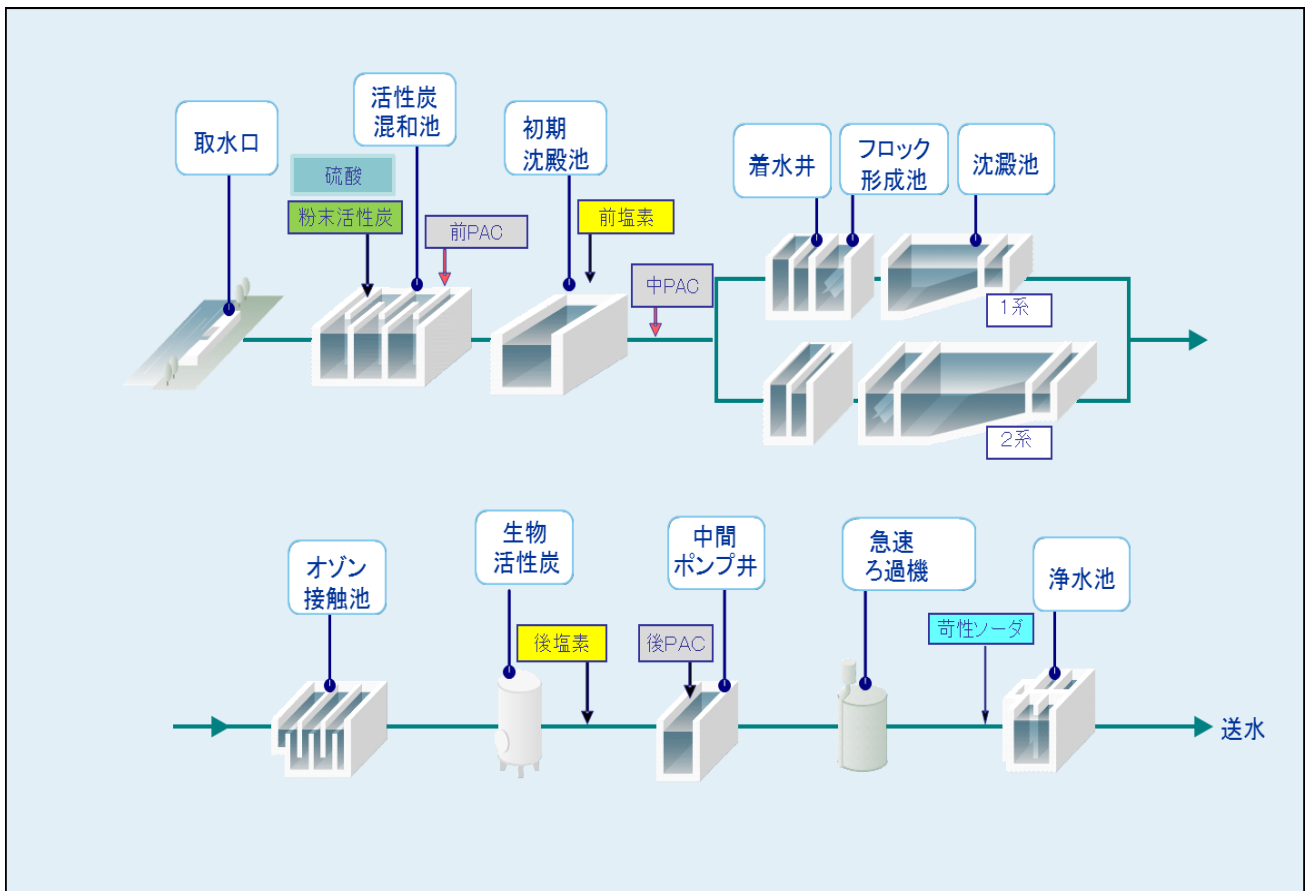 取水口
硫酸
粉末活性炭
活性炭
混和池
前PAC
初期
沈殿池
前塩素
中PAC
着水井
フロック
形成池
沈澱池
1系
2系
オゾン
接触池
生物
活性炭
後塩素
後PAC
中間
ポンプ井
急速
ろ過機
苛性ソーダ
浄水池
送水